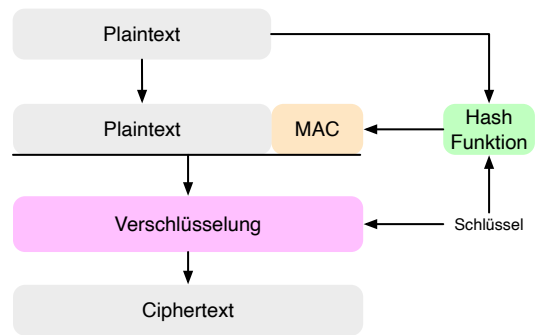 Plaintext
Plaintext
MAC
Hash
Funktion
Verschlüsselung
Schlüssel
Ciphertext